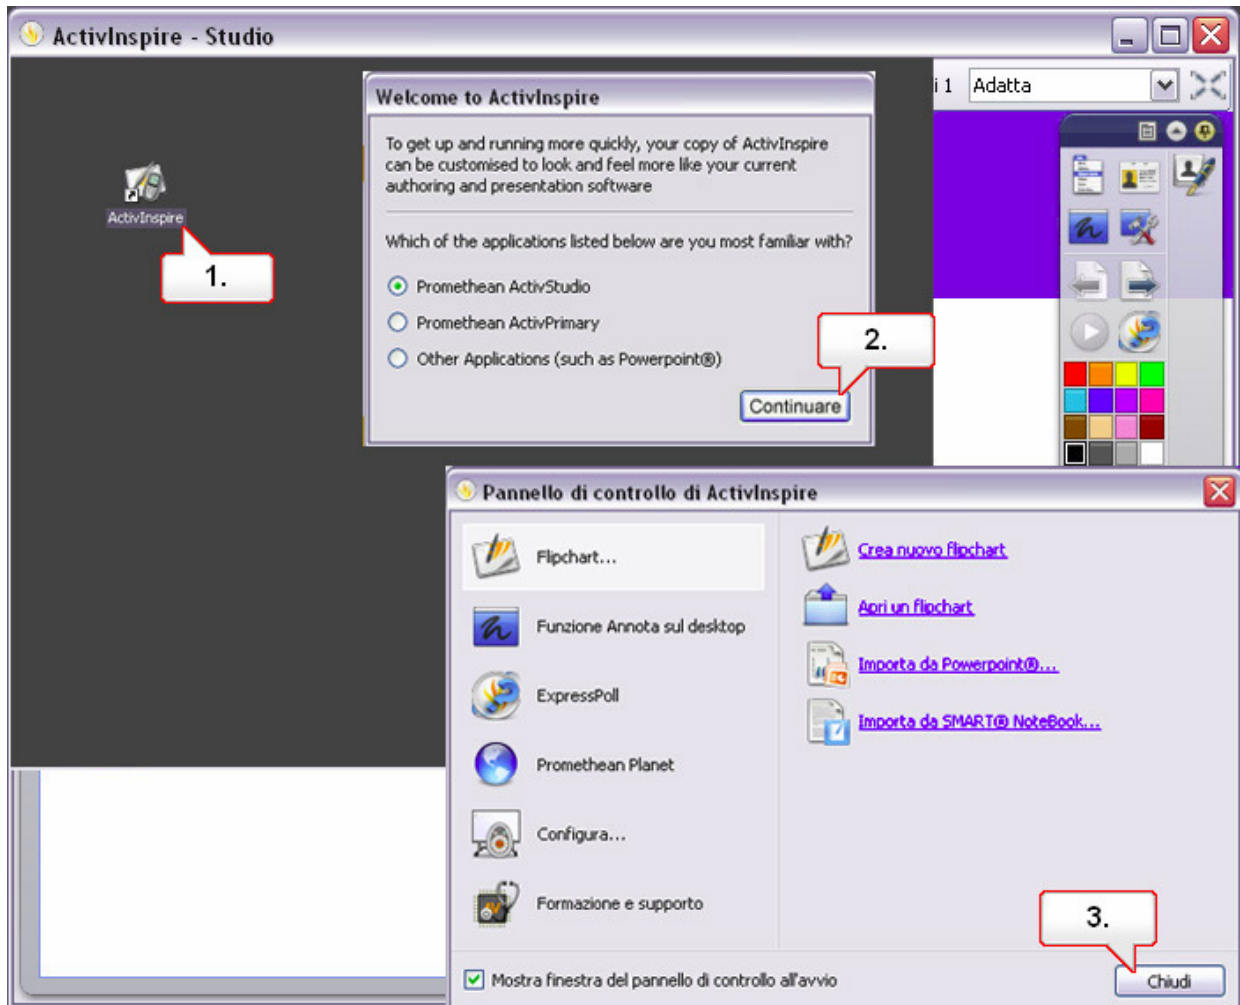 ActivInspire - Studio
i 1 Adatta
Welcome to ActivInspire
To get up and running more quickly, your copy of ActivInspire
can be customised to look and feel more like your current
authoring and presentation software
ActivInspire
1.
Which of the applications listed below are you most familiar with?
Promethean ActivStudio
Promethean ActivPrimary
Other Applications (such as Powerpoint®)
2.
Continuare
Pannello di controllo di ActivInspire
Flipchart...
Funzione Annota sul desktop
ExpressPoll
Promethean Planet
Configura...
Formazione e supporto
Crea nuovo flipchart
Apri un flipchart
Importa da Powerpoint®...
Importa da SMART® NoteBook...
3.
Mostra finestra del pannello di controllo all'avvio
Chiudi